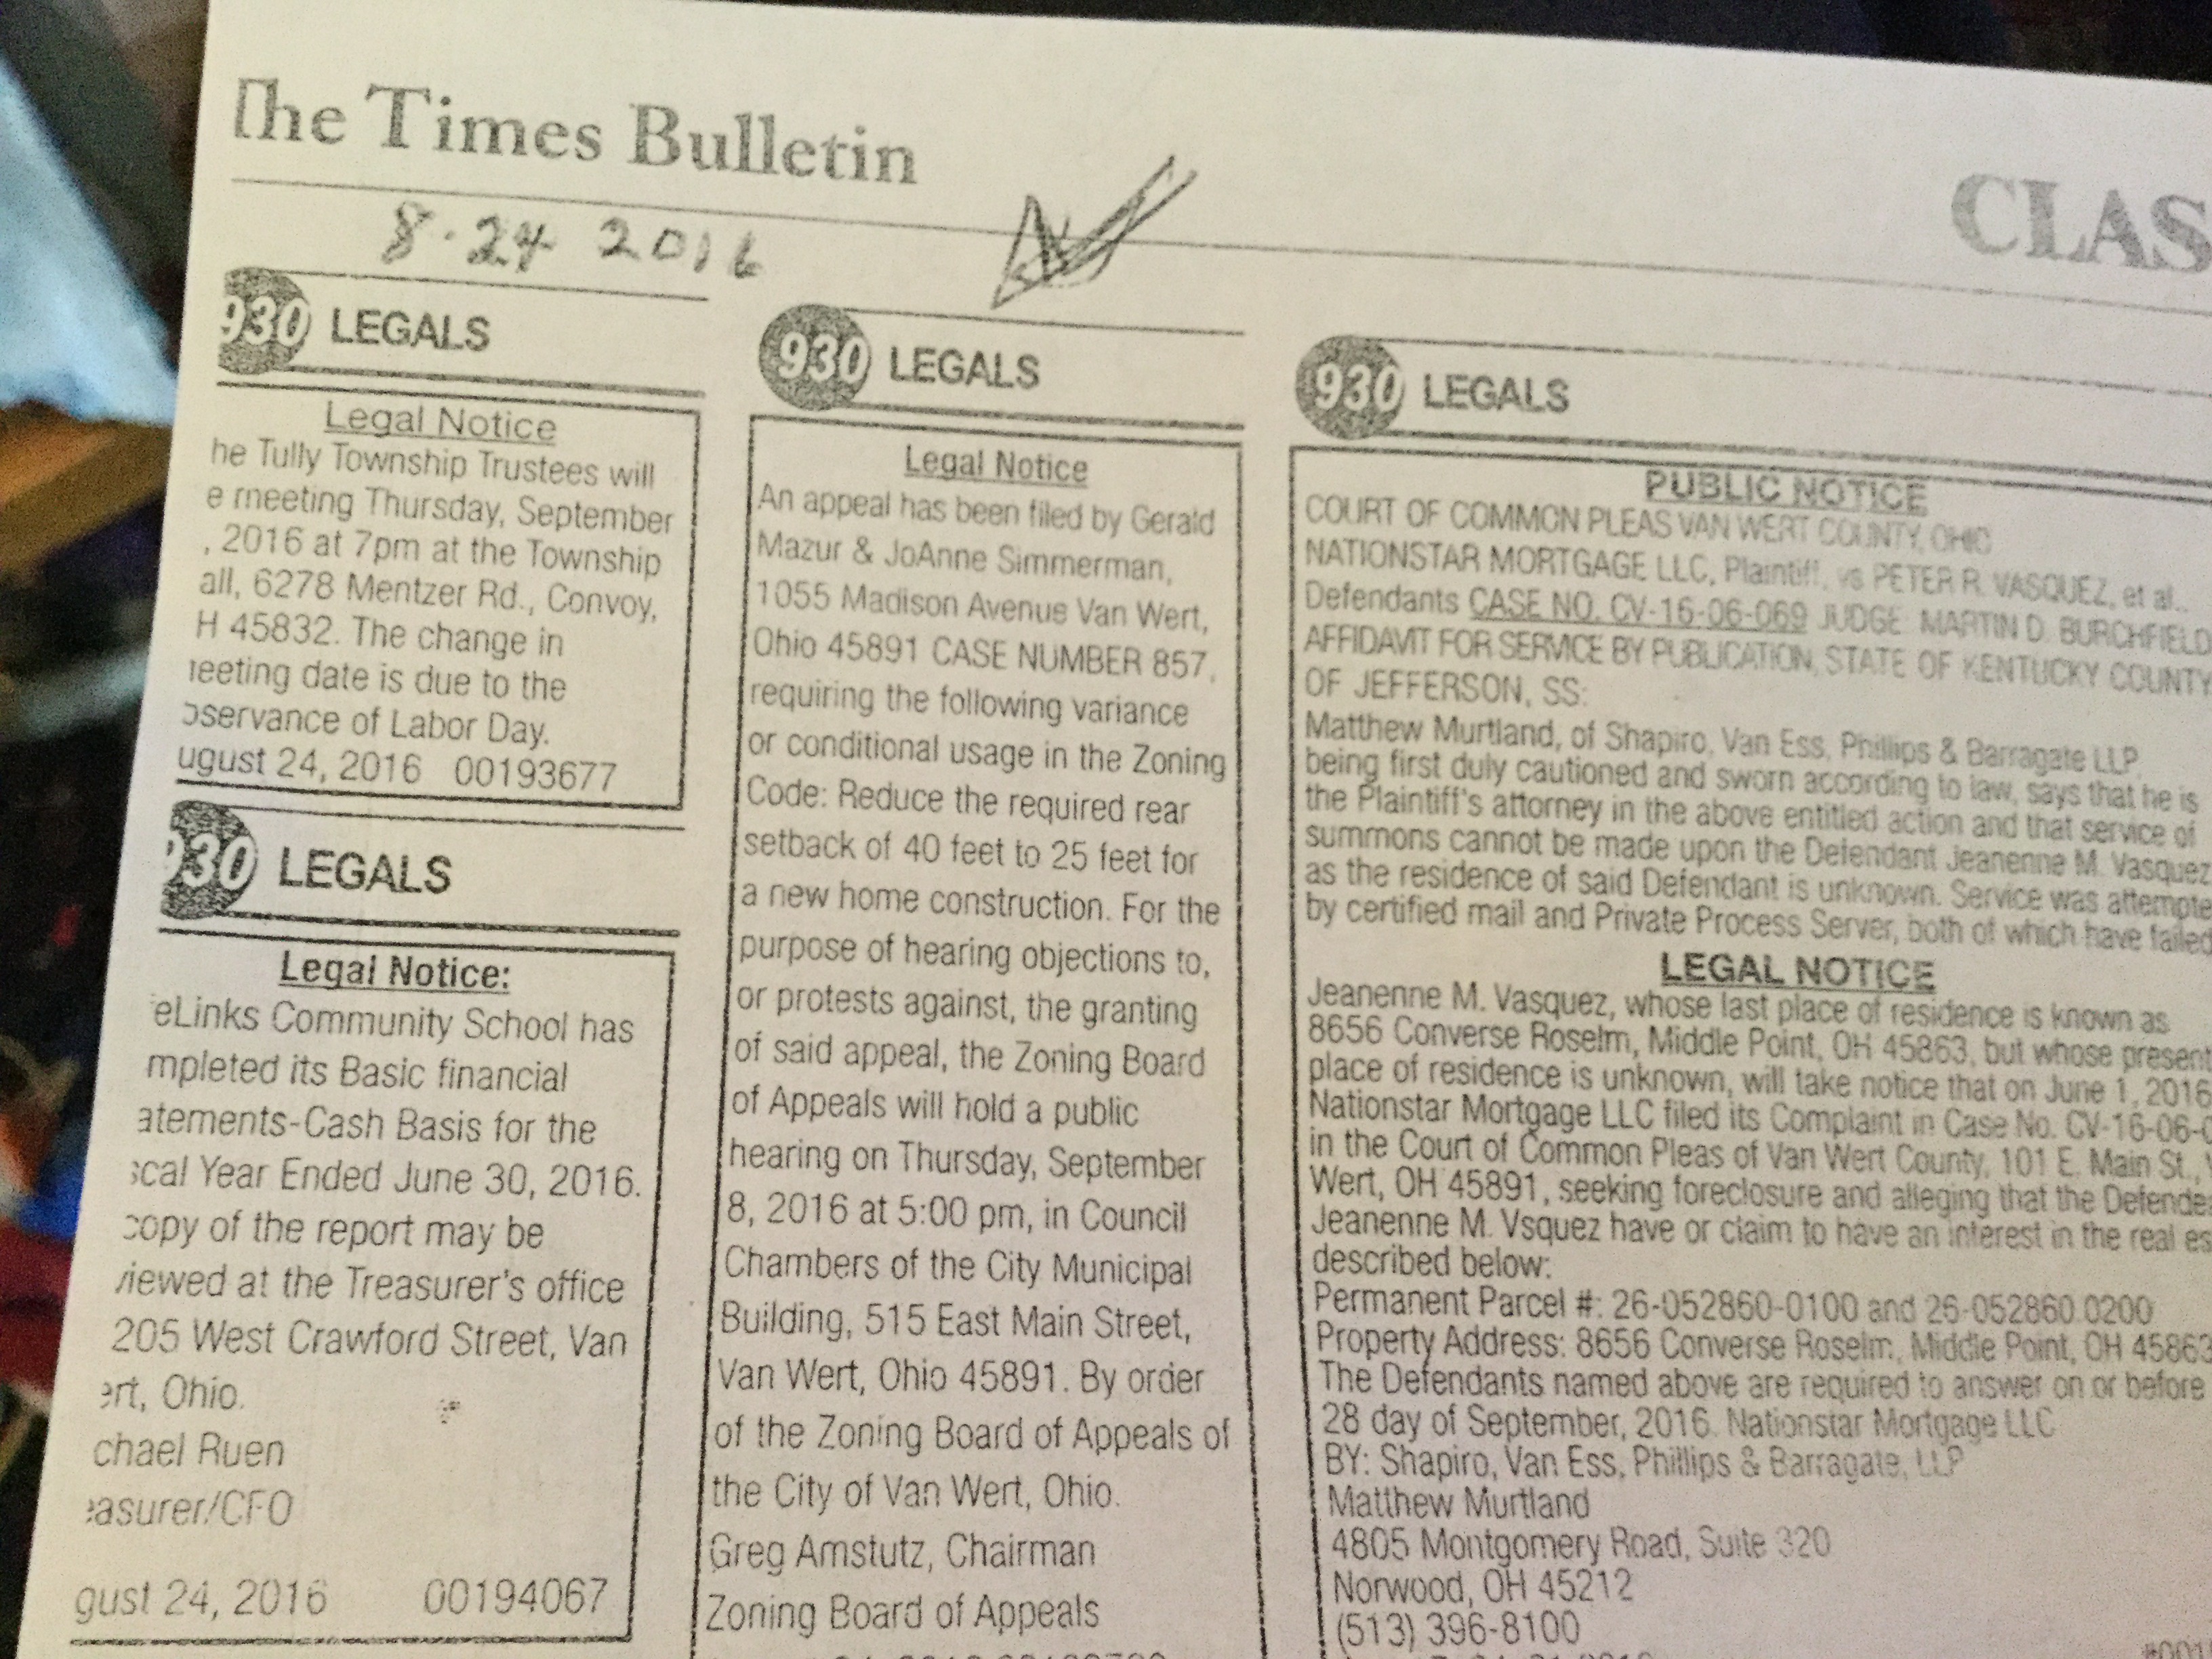 The Times Bulletin
8-24 2016
CLAS
930 LEGALS
Legal Notice
he Tully Township Trustees will
e meeting Thursday, September
, 2016 at 7pm at the Township
all, 6278 Mentzer Rd., Convoy,
H 45832. The change in
eeting date is due to the
servance of Labor Day.
ugust 24, 2016 00193677
930 LEGALS
Legal Notice:
eLinks Community School has
mpleted its Basic financial
atements-Cash Basis for the
scal Year Ended June 30, 2016.
copy of the report may be
viewed at the Treasurer's office
205 West Crawford Street, Van
ert, Ohio.
chael Ruen
easurer/CFO
gust 24, 2016 00194067
930 LEGALS
Legal Notice
An appeal has been filed by Gerald
Mazur & JoAnne Simmerman,
1055 Madison Avenue Van Wert,
Ohio 45891 CASE NUMBER 857,
requiring the following variance
or conditional usage in the Zoning
Code: Reduce the required rear
setback of 40 feet to 25 feet for
a new home construction. For the
purpose of hearing objections to,
or protests against, the granting
of said appeal, the Zoning Board
of Appeals will hold a public
hearing on Thursday, September
8, 2016 at 5:00 pm, in Council
Chambers of the City Municipal
Building, 515 East Main Street,
Van Wert, Ohio 45891. By order
of the Zoning Board of Appeals of
the City of Van Wert, Ohio.
Greg Amstutz, Chairman
Zoning Board of Appeals
930 LEGALS
PUBLIC NOTICE
COURT OF COMMON PLEAS VAN WERT COUNTY, OHIO
NATIONSTAR MORTGAGE LLC, Plaintiff, vs PETER R. VASQUEZ, et al.,
Defendants CASE NO. CV-16-06-069 JUDGE: MARTIN D. BURCHFIELD
AFFIDAVIT FOR SERVICE BY PUBLICATION, STATE OF KENTUCKY COUNTY
OF JEFFERSON, SS:
Matthew Murtland, of Shapiro, Van Ess, Phillips & Barragate LLP,
being first duly cautioned and sworn according to law, says that he is
the Plaintiff's attorney in the above entitled action and that service of
summons cannot be made upon the Defendant Jeanenne M. Vasquez
as the residence of said Defendant is unknown. Service was attempte
by certified mail and Private Process Server, both of which have failed
LEGAL NOTICE
Jeanenne M. Vasquez, whose last place of residence is known as
8656 Converse Roselm, Middle Point, OH 45863, but whose present
place of residence is unknown, will take notice that on June 1, 2016
Nationstar Mortgage LLC filed its Complaint in Case No. CV-16-06-0
in the Court of Common Pleas of Van Wert County, 101 E. Main St.,
Wert, OH 45891, seeking foreclosure and alleging that the Defende
Jeanenne M. Vsquez have or claim to have an interest in the real es
described below:
Permanent Parcel #: 26-052860-0100 and 26-052860.0200
Property Address: 8656 Converse Roselm, Middle Point, OH 45863
The Defendants named above are required to answer on or before
28 day of September, 2016. Nationstar Mortgage LLC
BY: Shapiro, Van Ess, Phillips & Barragate, LLP
Matthew Murtland
4805 Montgomery Road, Suite 320
Norwood, OH 45212
(513) 396-8100